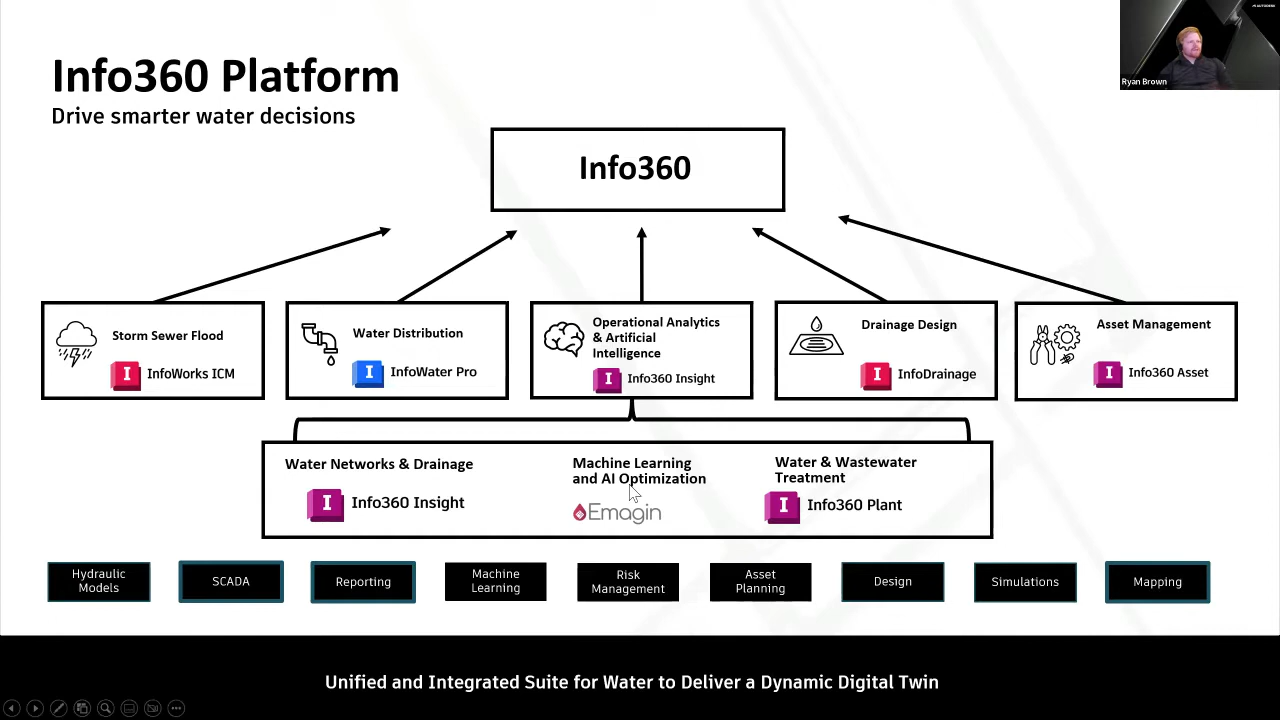 AUTODESK
Ryan Brown
Info360 Platform
Drive smarter water decisions
Info360
Storm Sewer Flood
I InfoWorks ICM
Water Distribution
I InfoWater Pro
Operational Analytics
& Artificial
Intelligence
I Info360 Insight
Drainage Design
I InfoDrainage
Asset Management
I Info360 Asset
Water Networks & Drainage
I Info360 Insight
Machine Learning
and AI Optimization
Emagin
Water & Wastewater
Treatment
I Info360 Plant
Hydraulic
Models
SCADA
Reporting
Machine
Learning
Risk
Management
Asset
Planning
Design
Simulations
Mapping
Unified and Integrated Suite for Water to Deliver a Dynamic Digital Twin